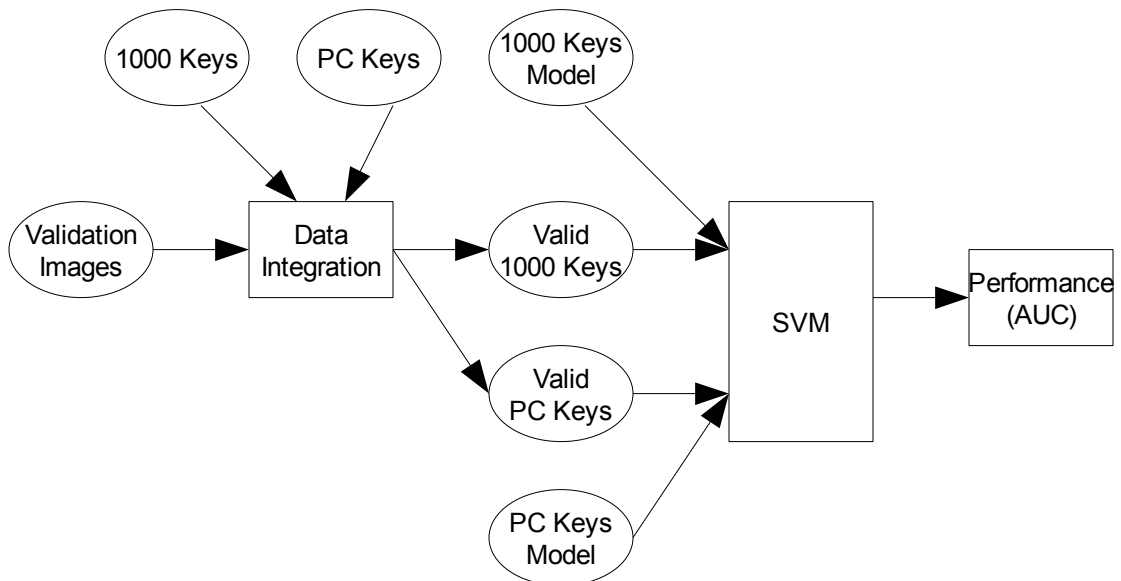 1000 Keys
PC Keys
1000 Keys
Model
Validation
Images
Data
Integration
Valid
1000 Keys
SVM
Performance
(AUC)
Valid
PC Keys
PC Keys
Model